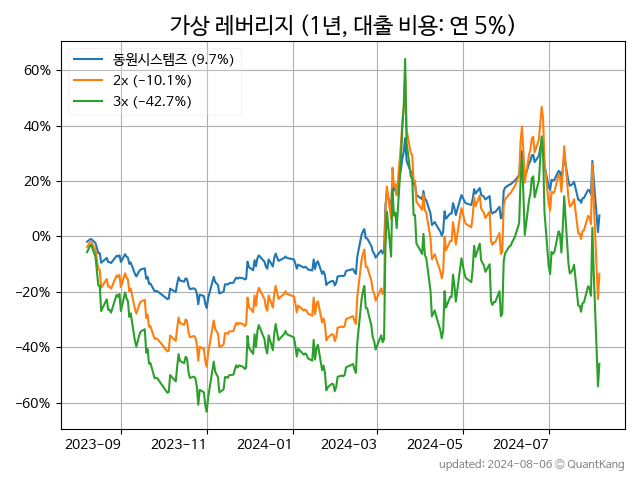 가상 레버리지 (1년, 대출 비용: 연 5%)
동원시스템즈 (9.7%)
2x (−10.1%)
3x (−42.7%)
60%
40%
20%
0%
−20%
−40%
−60%
2023-09 2023-11 2024-01 2024-03 2024-05 2024-07
updated: 2024-08-06 © QuantKang